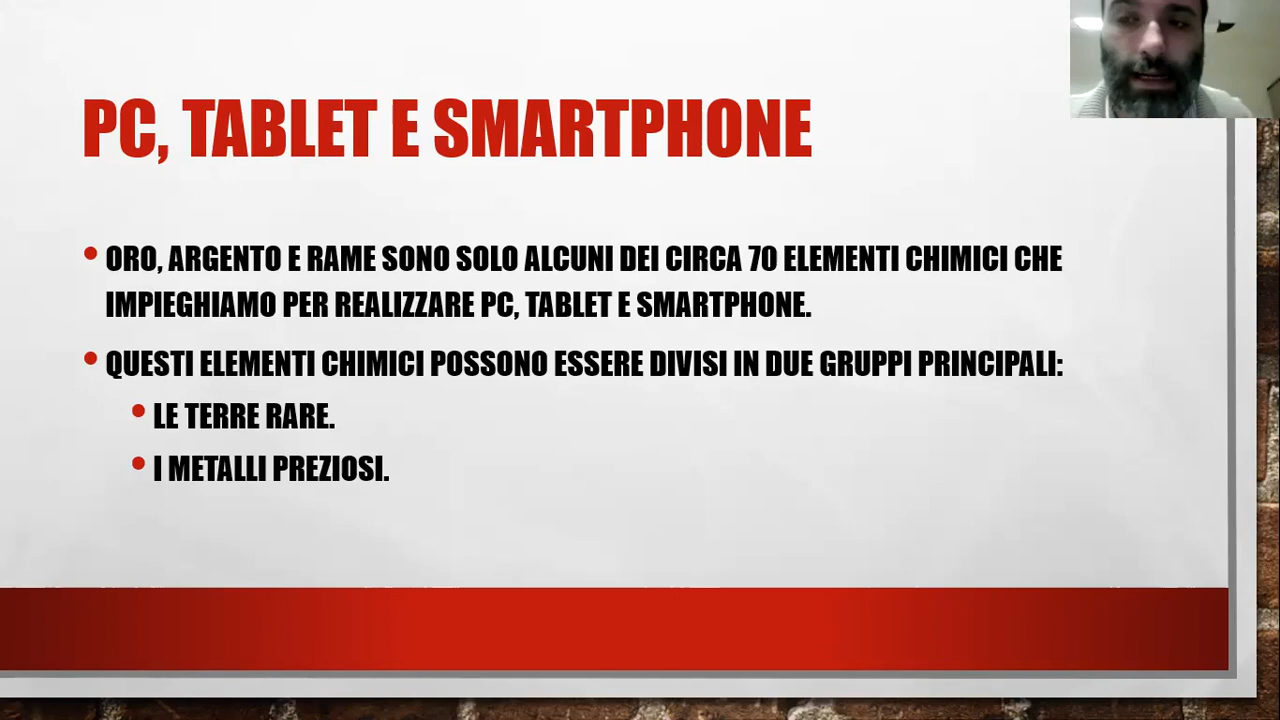 PC, TABLET E SMARTPHONE
• ORO, ARGENTO E RAME SONO SOLO ALCUNI DEI CIRCA 70 ELEMENTI CHIMICI CHE
IMPIEGHIAMO PER REALIZZARE PC, TABLET E SMARTPHONE.
• QUESTI ELEMENTI CHIMICI POSSONO ESSERE DIVISI IN DUE GRUPPI PRINCIPALI:
• LE TERRE RARE.
• I METALLI PREZIOSI.